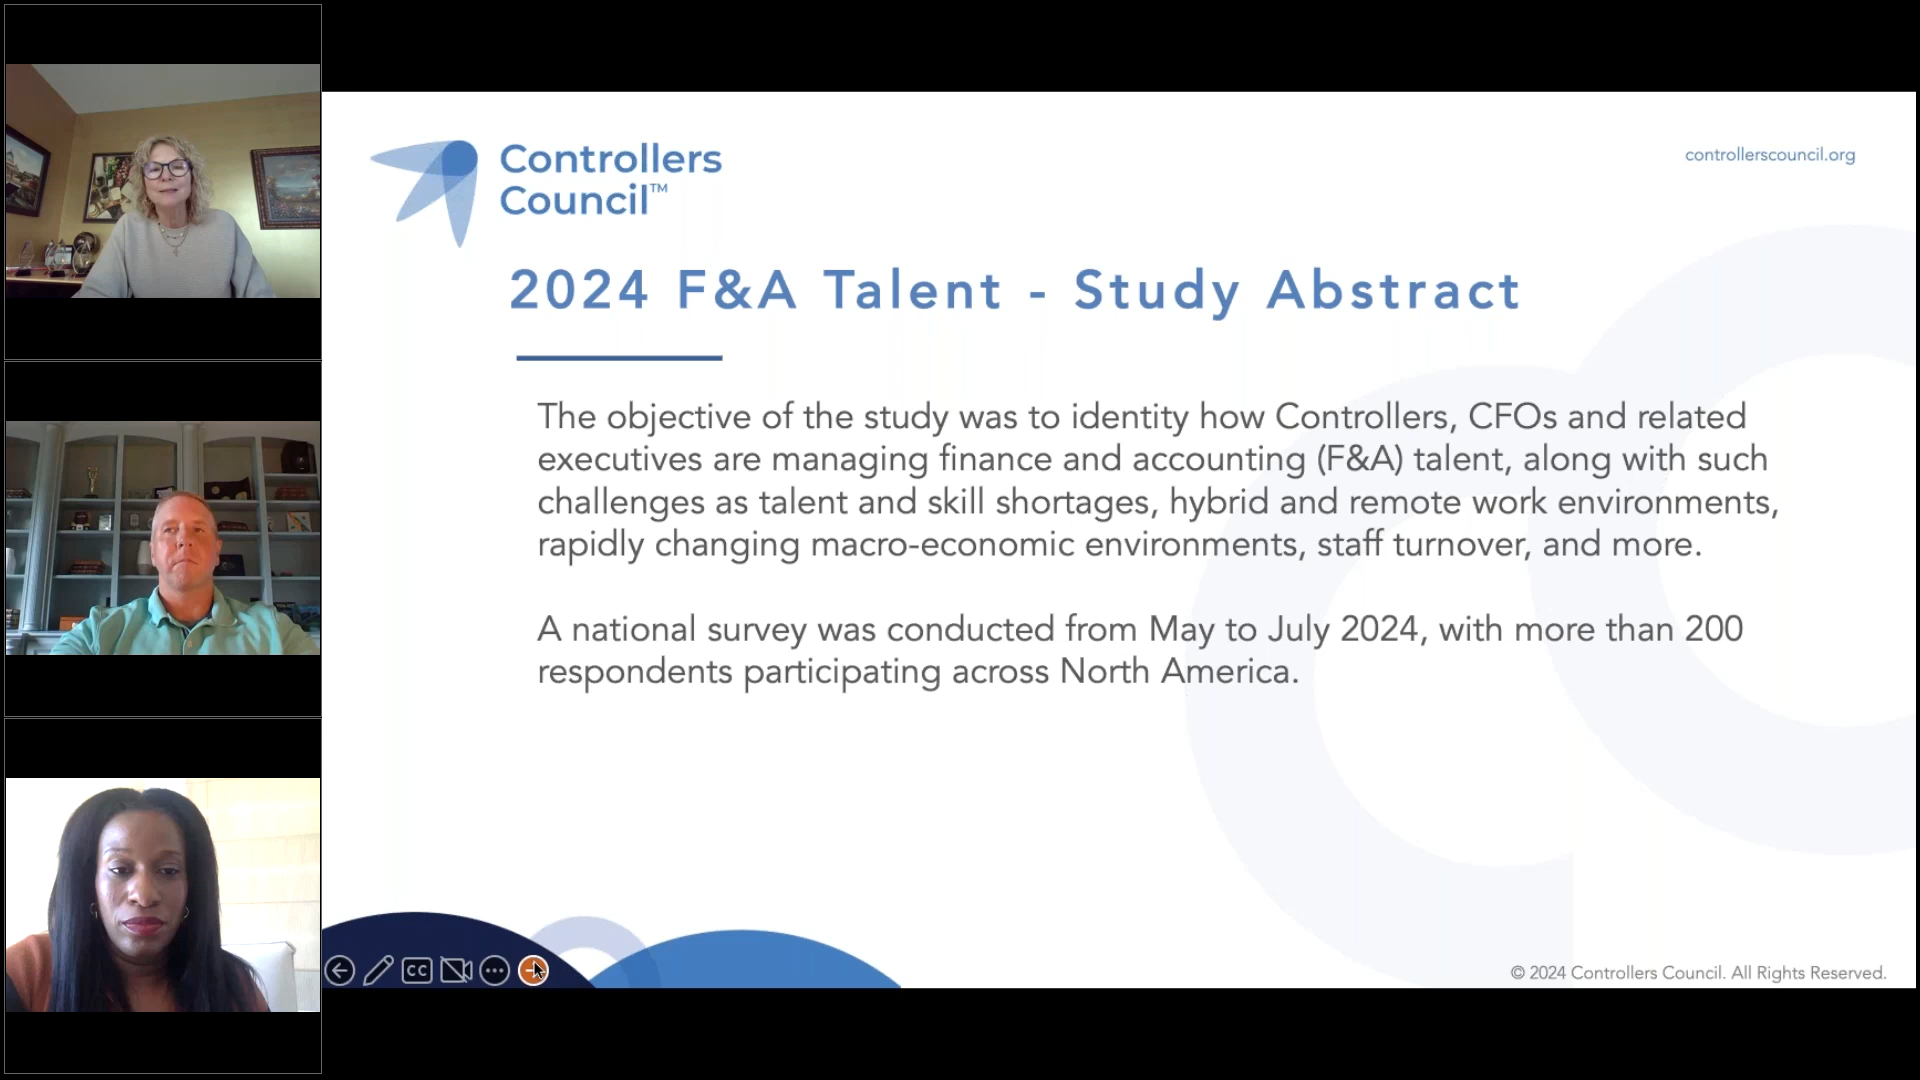 Controllers
Council™
controllerscouncil.org
2024 F&A Talent - Study Abstract
The objective of the study was to identity how Controllers, CFOs and related
executives are managing finance and accounting (F&A) talent, along with such
challenges as talent and skill shortages, hybrid and remote work environments,
rapidly changing macro-economic environments, staff turnover, and more.
A national survey was conducted from May to July 2024, with more than 200
respondents participating across North America.
CC
© 2024 Controllers Council. All Rights Reserved.